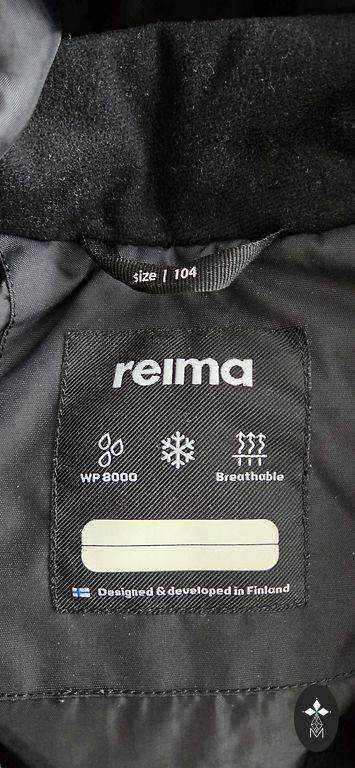 size | 104
reima
WP 8000
Breathable
Designed & developed in Finland
M